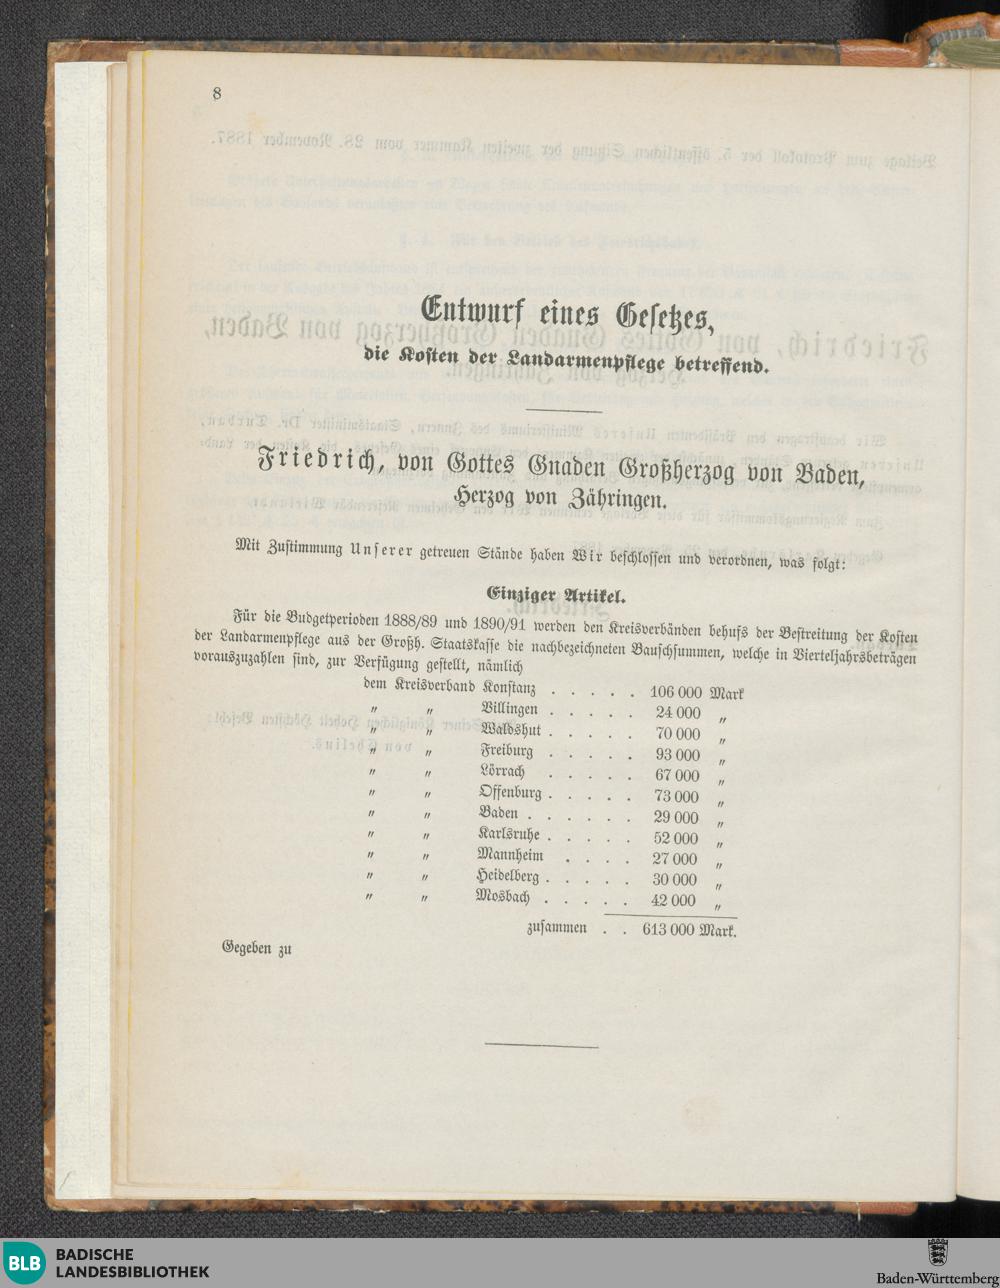 8
Entwurf eines Gesetzes,
die Kosten der Landarmenpflege betreffend.
Friedrich, von Gottes Gnaden Großherzog von Baden,
Herzog von Zähringen.
Mit Zustimmung Unserer getreuen Stände haben Wir beschlossen und verordnen, was folgt:
Einziger Artikel.
Für die Budgetperioden 1888/89 und 1890/91 werden den Kreisverbänden behufs der Bestreitung der Kosten
der Landarmenpflege aus der Großh. Staatskasse die nachbezeichneten Bauschsummen, welche in Vierteljahrsbeträgen
vorauszuzahlen sind, zur Verfügung gestellt, nämlich
dem Kreisverband Konstanz . . . . . 106 000 Mark
„ „ Villingen . . . . . 24 000 „
„ „ Waldshut . . . . . 70 000 „
„ „ Freiburg . . . . . 93 000 „
„ „ Lörrach . . . . . 67 000 „
„ „ Offenburg . . . . . 73 000 „
„ „ Baden . . . . . . 29 000 „
„ „ Karlsruhe . . . . . 52 000 „
„ „ Mannheim . . . . 27 000 „
„ „ Heidelberg . . . . . 30 000 „
„ „ Mosbach . . . . . 42 000 „
zusammen . . 613 000 Mark.
Gegeben zu
BLB BADISCHE
LANDESBIBLIOTHEK
Baden-Württemberg